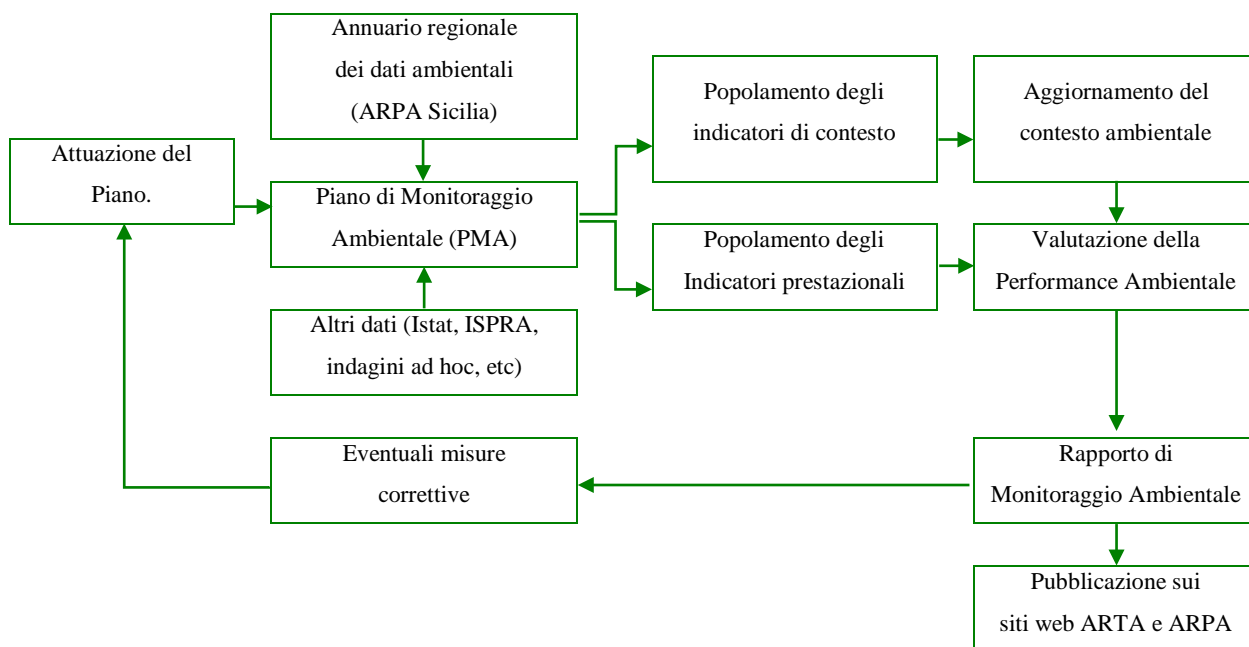 Annuario regionale
dei dati ambientali
(ARPA Sicilia)
Popolamento degli
indicatori di contesto
Aggiornamento del
contesto ambientale
Attuazione del
Piano.
Piano di Monitoraggio
Ambientale (PMA)
Popolamento degli
Indicatori prestazionali
Valutazione della
Performance Ambientale
Altri dati (Istat, ISPRA,
indagini ad hoc, etc)
Eventuali misure
correttive
Rapporto di
Monitoraggio Ambientale
Pubblicazione sui
siti web ARTA e ARPA